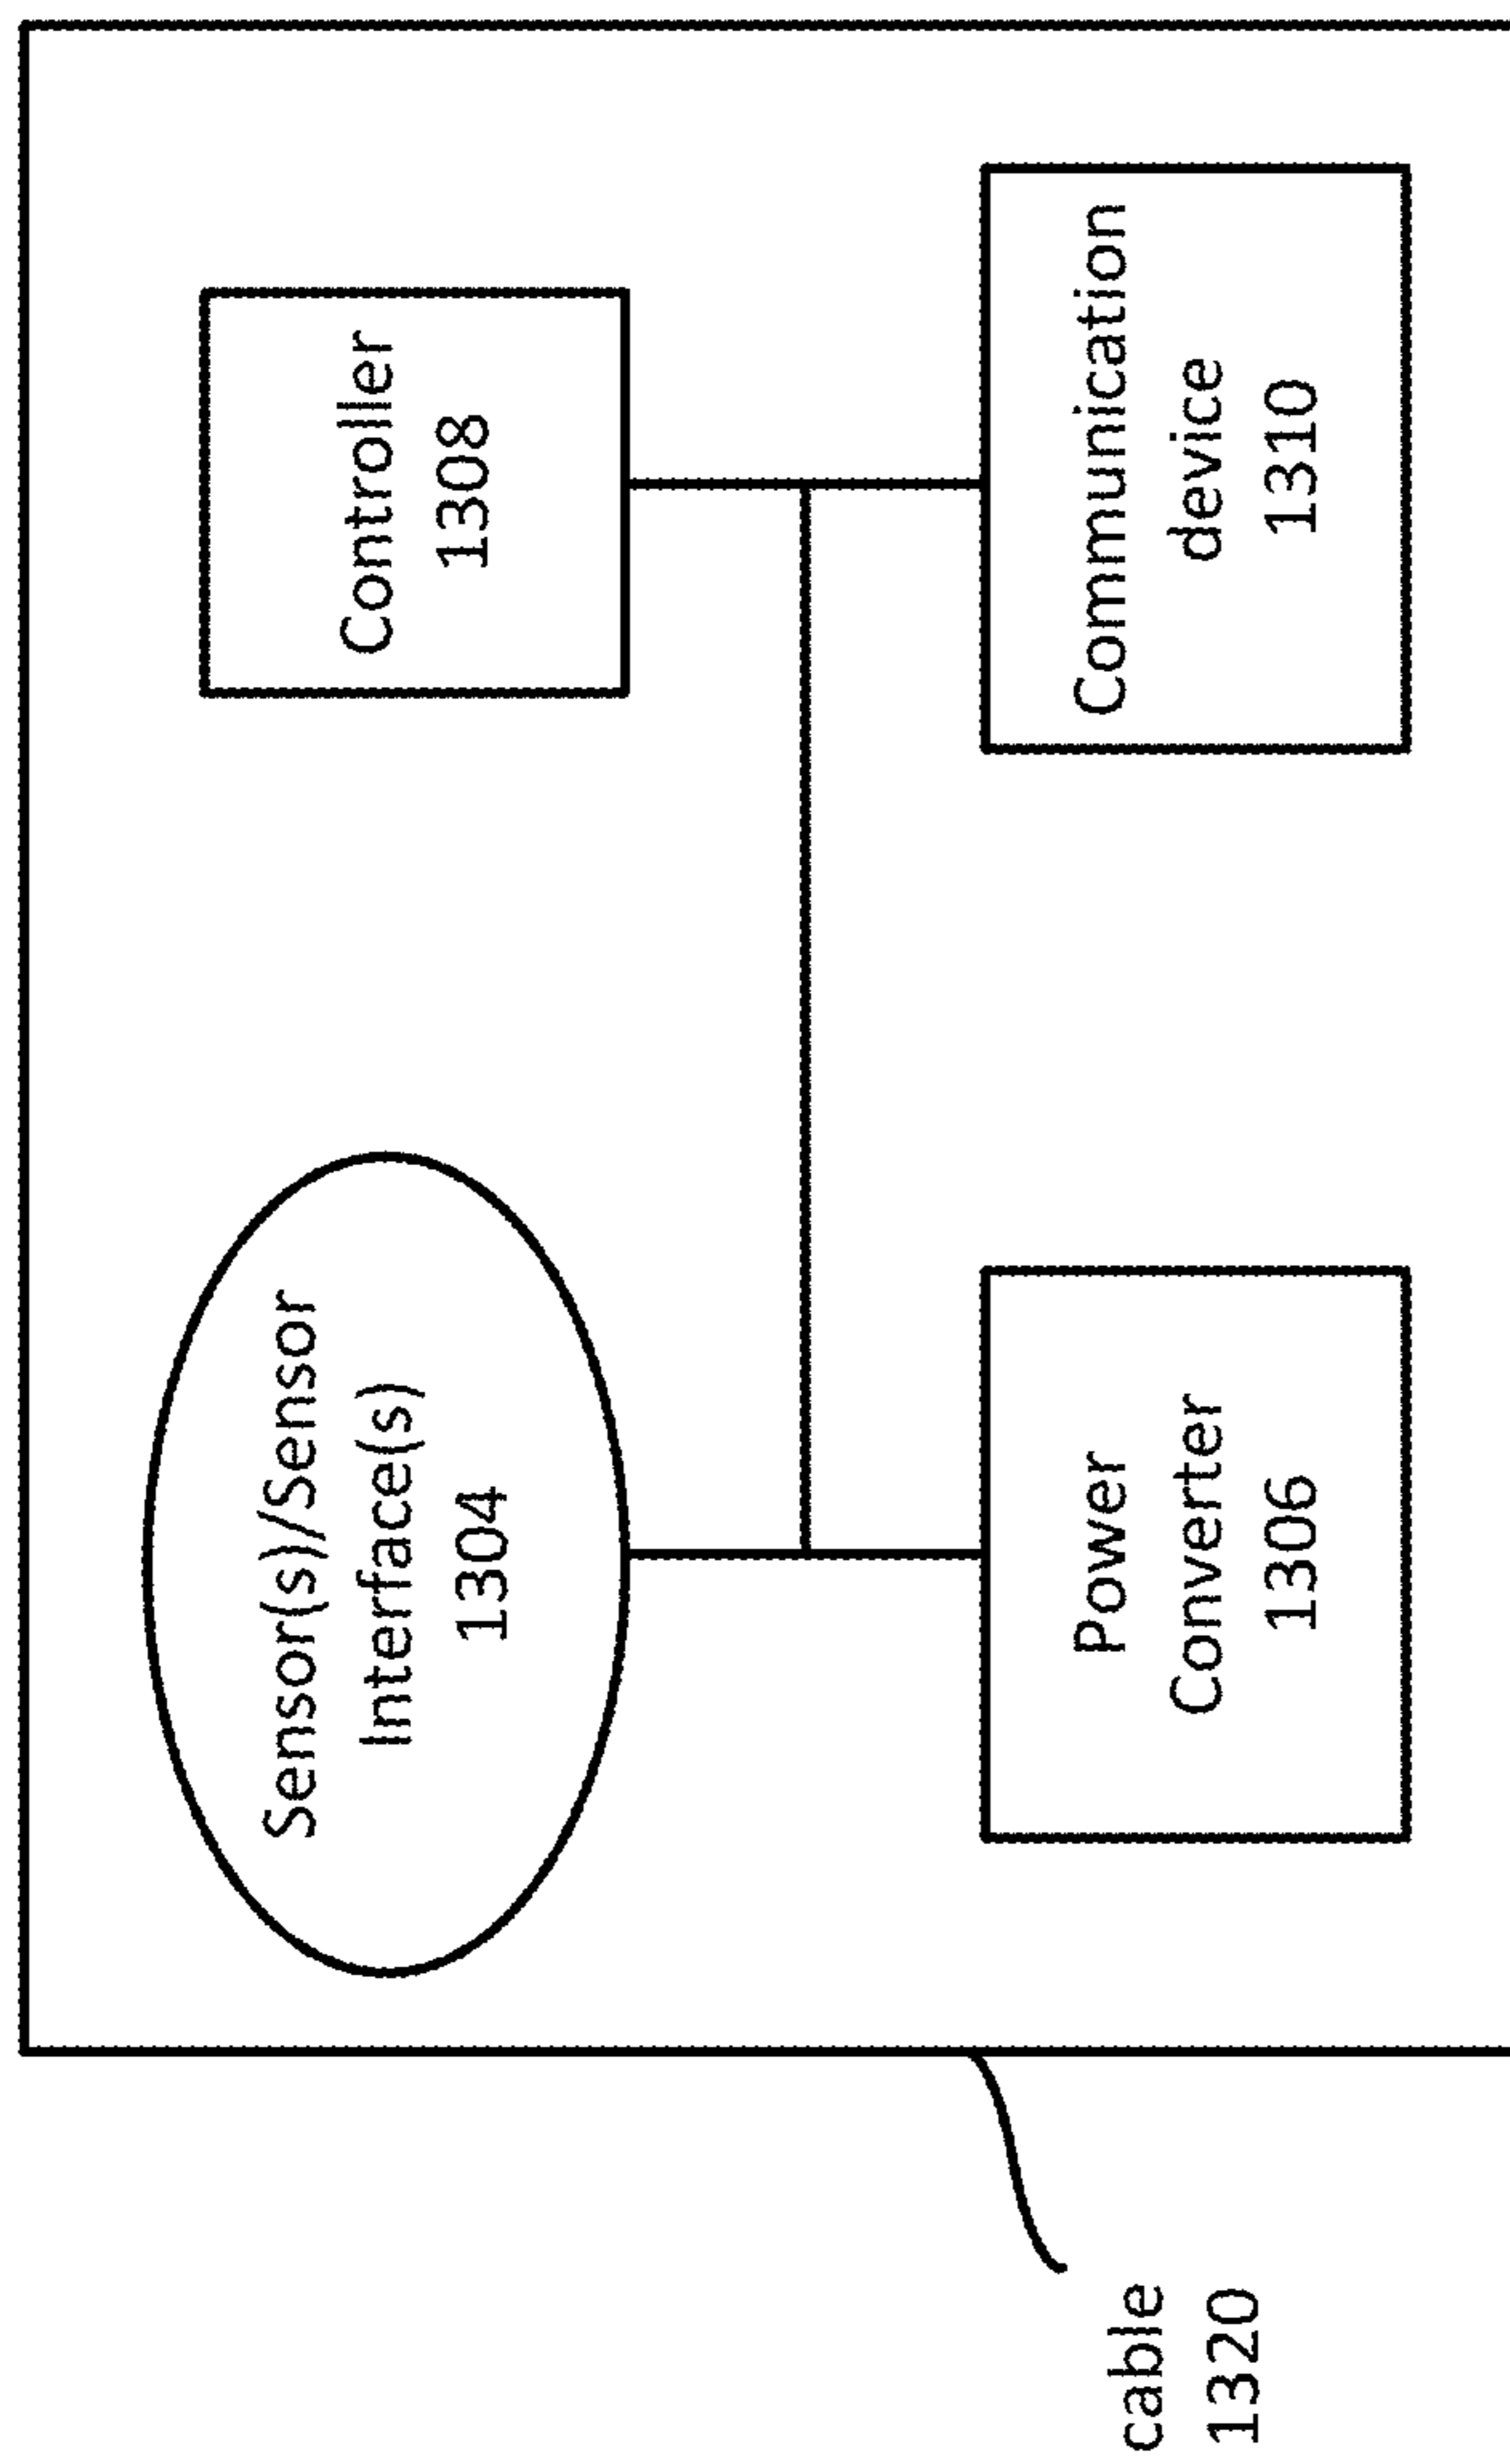 Sensor(s)/Sensor
Interface(s)
1304
Controller
1308
Power
Converter
1306
Communication
device
1310
cable
1320